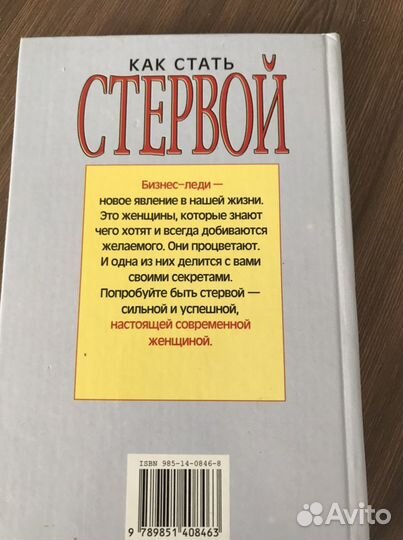 КАК СТАТЬ
СТЕРВОЙ
Бизнес-леди —
новое явление в нашей жизни.
Это женщины, которые знают
чего хотят и всегда добиваются
желаемого. Они процветают.
И одна из них делится с вами
своими секретами.
Попробуйте быть стервой —
сильной и успешной,
настоящей современной
женщиной.
ISBN 985-14-0846-8
9 789851 408463
Avito